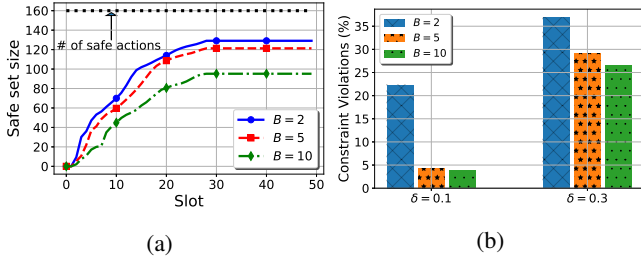 160
140
120
100
80
60
40
20
0
Safe set size
# of safe actions
B = 2
B = 5
B = 10
0 10 20 30 40 50
Slot
(a)
35
30
25
20
15
10
5
0
Constraint Violations (%)
B = 2
B = 5
B = 10
δ = 0.1 δ = 0.3
(b)